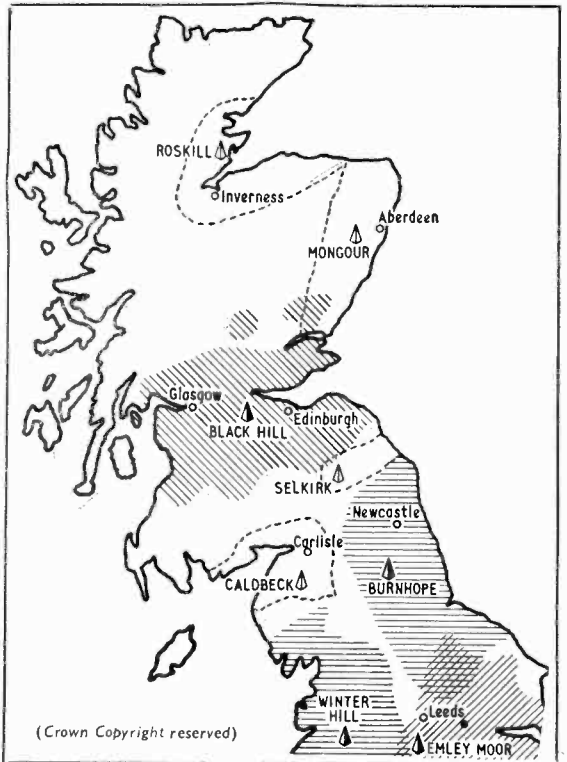 ROSKILL
Inverness
Aberdeen
MONGOUR
Glasgow
BLACK HILL
Edinburgh
SELKIRK
Newcastle
Carlisle
CALDBECK
BURNHOPE
WINTER
HILL
Leeds
EMLEY MOOR
(Crown Copyright reserved)